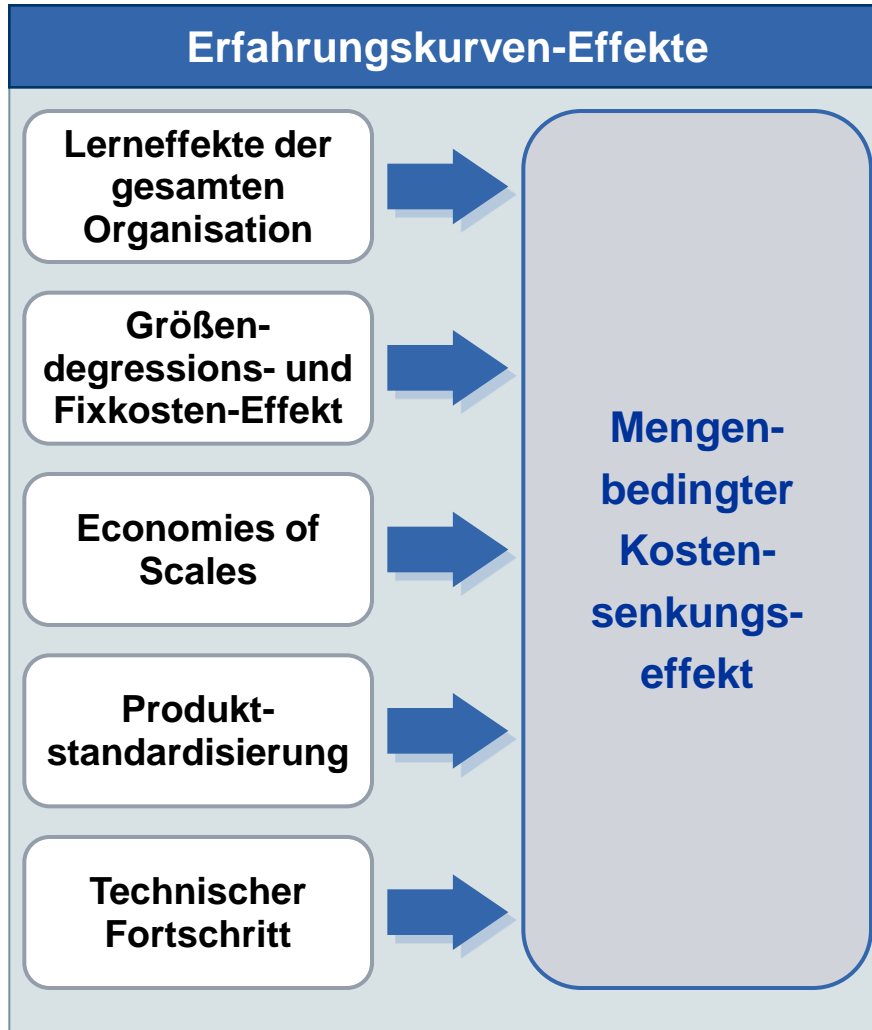 Erfahrungskurven-Effekte
Lerneffekte der
gesamten
Organisation
Größen-
degressions- und
Fixkosten-Effekt
Economies of
Scales
Produkt-
standardisierung
Technischer
Fortschritt
Mengen-
bedingter
Kosten-
senkungs-
effekt